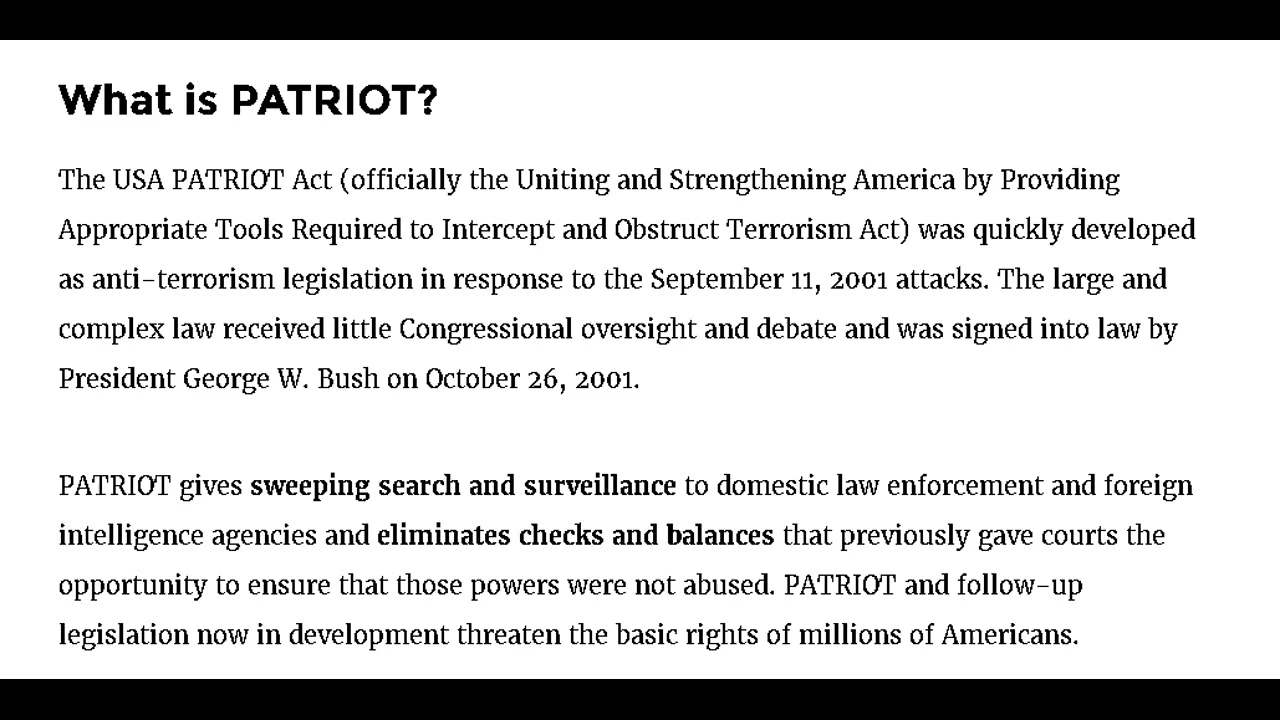 What is PATRIOT?
The USA PATRIOT Act (officially the Uniting and Strengthening America by Providing
Appropriate Tools Required to Intercept and Obstruct Terrorism Act) was quickly developed
as anti-terrorism legislation in response to the September 11, 2001 attacks. The large and
complex law received little Congressional oversight and debate and was signed into law by
President George W. Bush on October 26, 2001.
PATRIOT gives sweeping search and surveillance to domestic law enforcement and foreign
intelligence agencies and eliminates checks and balances that previously gave courts the
opportunity to ensure that those powers were not abused. PATRIOT and follow-up
legislation now in development threaten the basic rights of millions of Americans.